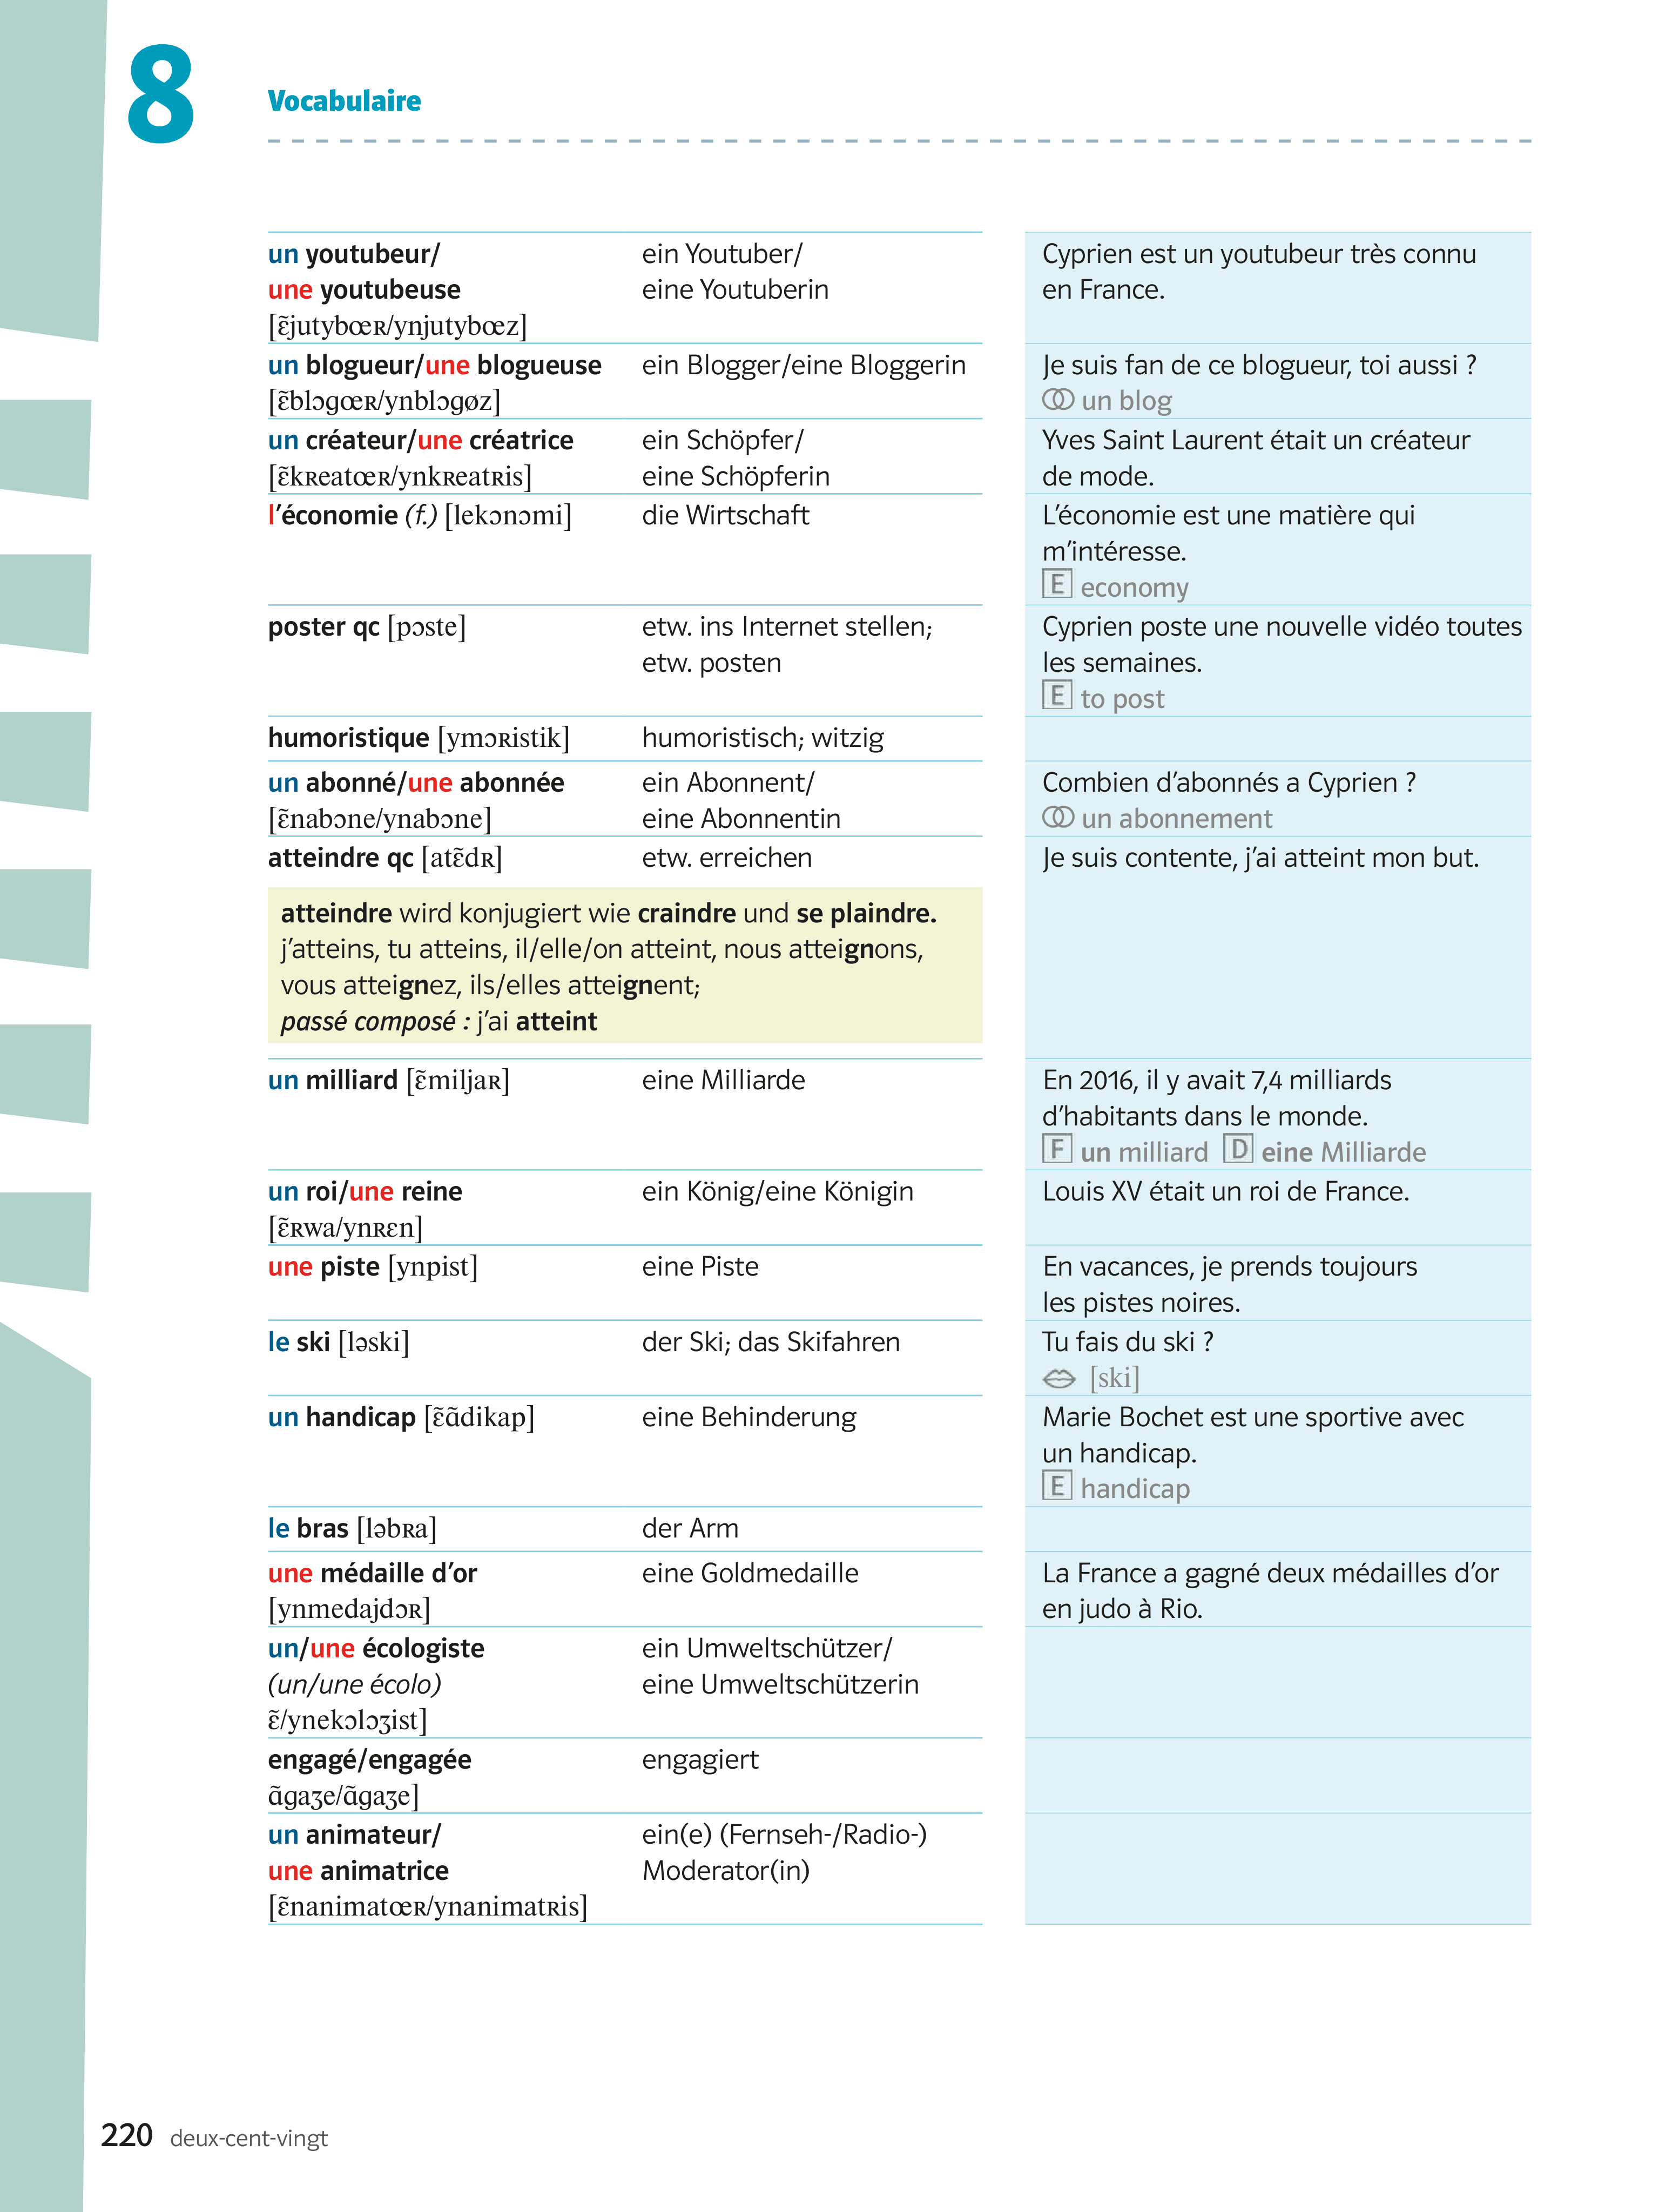 8
Vocabulaire
un youtubeur/
une youtubeuse
[ɛ̃jutybœʀ/ynjutybœz]
ein Youtuber/
eine Youtuberin
Cyprien est un youtubeur très connu
en France.
un blogueur/une blogueuse
[ɛ̃blɔgœʀ/ynblɔgøz]
ein Blogger/eine Bloggerin
Je suis fan de ce blogueur, toi aussi ?
un blog
un créateur/une créatrice
[ɛ̃kʀeatœʀ/ynkʀeatʀis]
ein Schöpfer/
eine Schöpferin
Yves Saint Laurent était un créateur
de mode.
l’économie (f.) [lekɔnɔmi]
die Wirtschaft
L’économie est une matière qui
m’intéresse.
E economy
poster qc [pɔste]
etw. ins Internet stellen;
etw. posten
Cyprien poste une nouvelle vidéo toutes
les semaines.
E to post
humoristique [ymɔʀistik]
humoristisch; witzig
un abonné/une abonnée
[ɛ̃nabɔne/ynabɔne]
ein Abonnent/
eine Abonnentin
Combien d’abonnés a Cyprien ?
un abonnement
atteindre qc [atɛ̃dʀ]
etw. erreichen
Je suis contente, j’ai atteint mon but.
atteindre wird konjugiert wie craindre und se plaindre.
j’atteins, tu atteins, il/elle/on atteint, nous atteignons,
vous atteignez, ils/elles atteignent;
passé composé : j’ai atteint
un milliard [ɛ̃miljaʀ]
eine Milliarde
En 2016, il y avait 7,4 milliards
d’habitants dans le monde.
F un milliard D eine Milliarde
un roi/une reine
[ɛ̃ʀwa/ynʀɛn]
ein König/eine Königin
Louis XV était un roi de France.
une piste [ynpist]
eine Piste
En vacances, je prends toujours
les pistes noires.
le ski [ləski]
der Ski; das Skifahren
Tu fais du ski ?
[ski]
un handicap [ɛ̃ɑ̃dikap]
eine Behinderung
Marie Bochet est une sportive avec
un handicap.
E handicap
le bras [ləbʀa]
der Arm
une médaille d’or
[ynmedajdɔʀ]
eine Goldmedaille
La France a gagné deux médailles d’or
en judo à Rio.
un/une écologiste
(un/une écolo)
ɛ̃/ynekɔlɔʒist]
ein Umweltschützer/
eine Umweltschützerin
engagé/engagée
ɑ̃gaʒe/ɑ̃gaʒe]
engagiert
un animateur/
une animatrice
[ɛ̃nanimatœʀ/ynanimatʀis]
ein(e) (Fernseh-/Radio-)
Moderator(in)
220 deux-cent-vingt